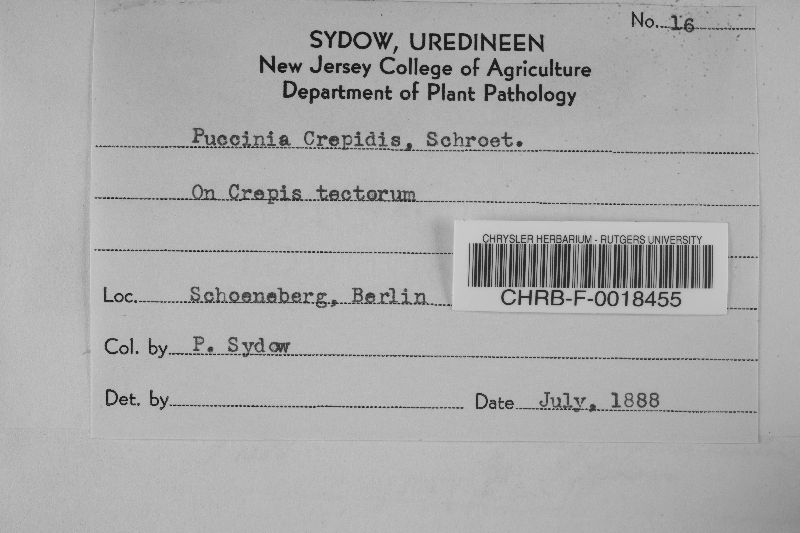 No. 16
SYDOW, UREDINEEN
New Jersey College of Agriculture
Department of Plant Pathology
Puccinia Crepidis, Schroet.
On Crepis tectorum
CHRYSLER HERBARIUM - RUTGERS UNIVERSITY
CHRB-F-0018455
Loc. Schoeneberg, Berlin
Col. by P. Sydow
Det. by Date July, 1888